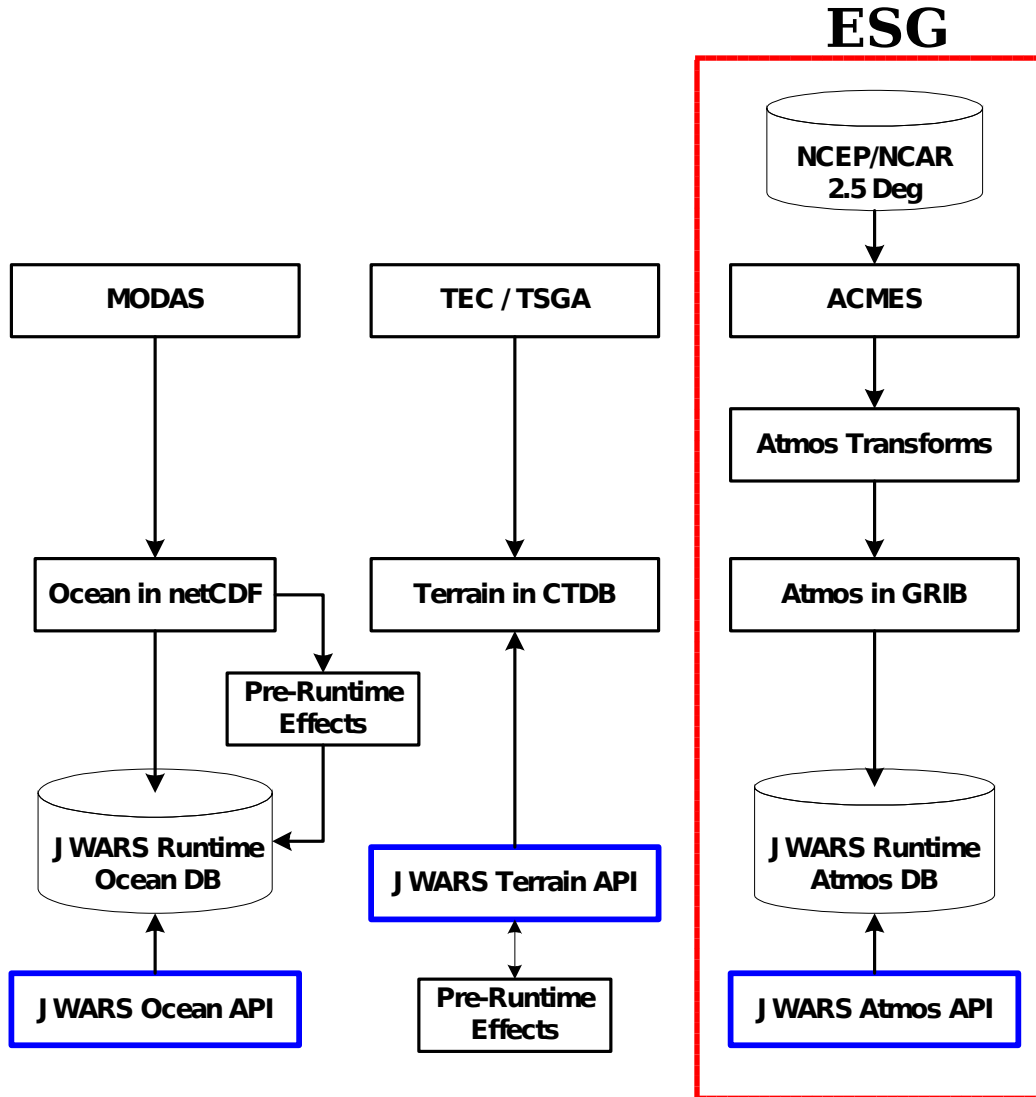 ESG
NCEP/NCAR
2.5 Deg
MODAS
TEC / TSGA
ACMES
Atmos Transforms
Ocean in netCDF
Terrain in CTDB
Atmos in GRIB
Pre-Runtime
Effects
JWARS Runtime
Ocean DB
JWARS Terrain API
JWARS Runtime
Atmos DB
JWARS Ocean API
Pre-Runtime
Effects
JWARS Atmos API